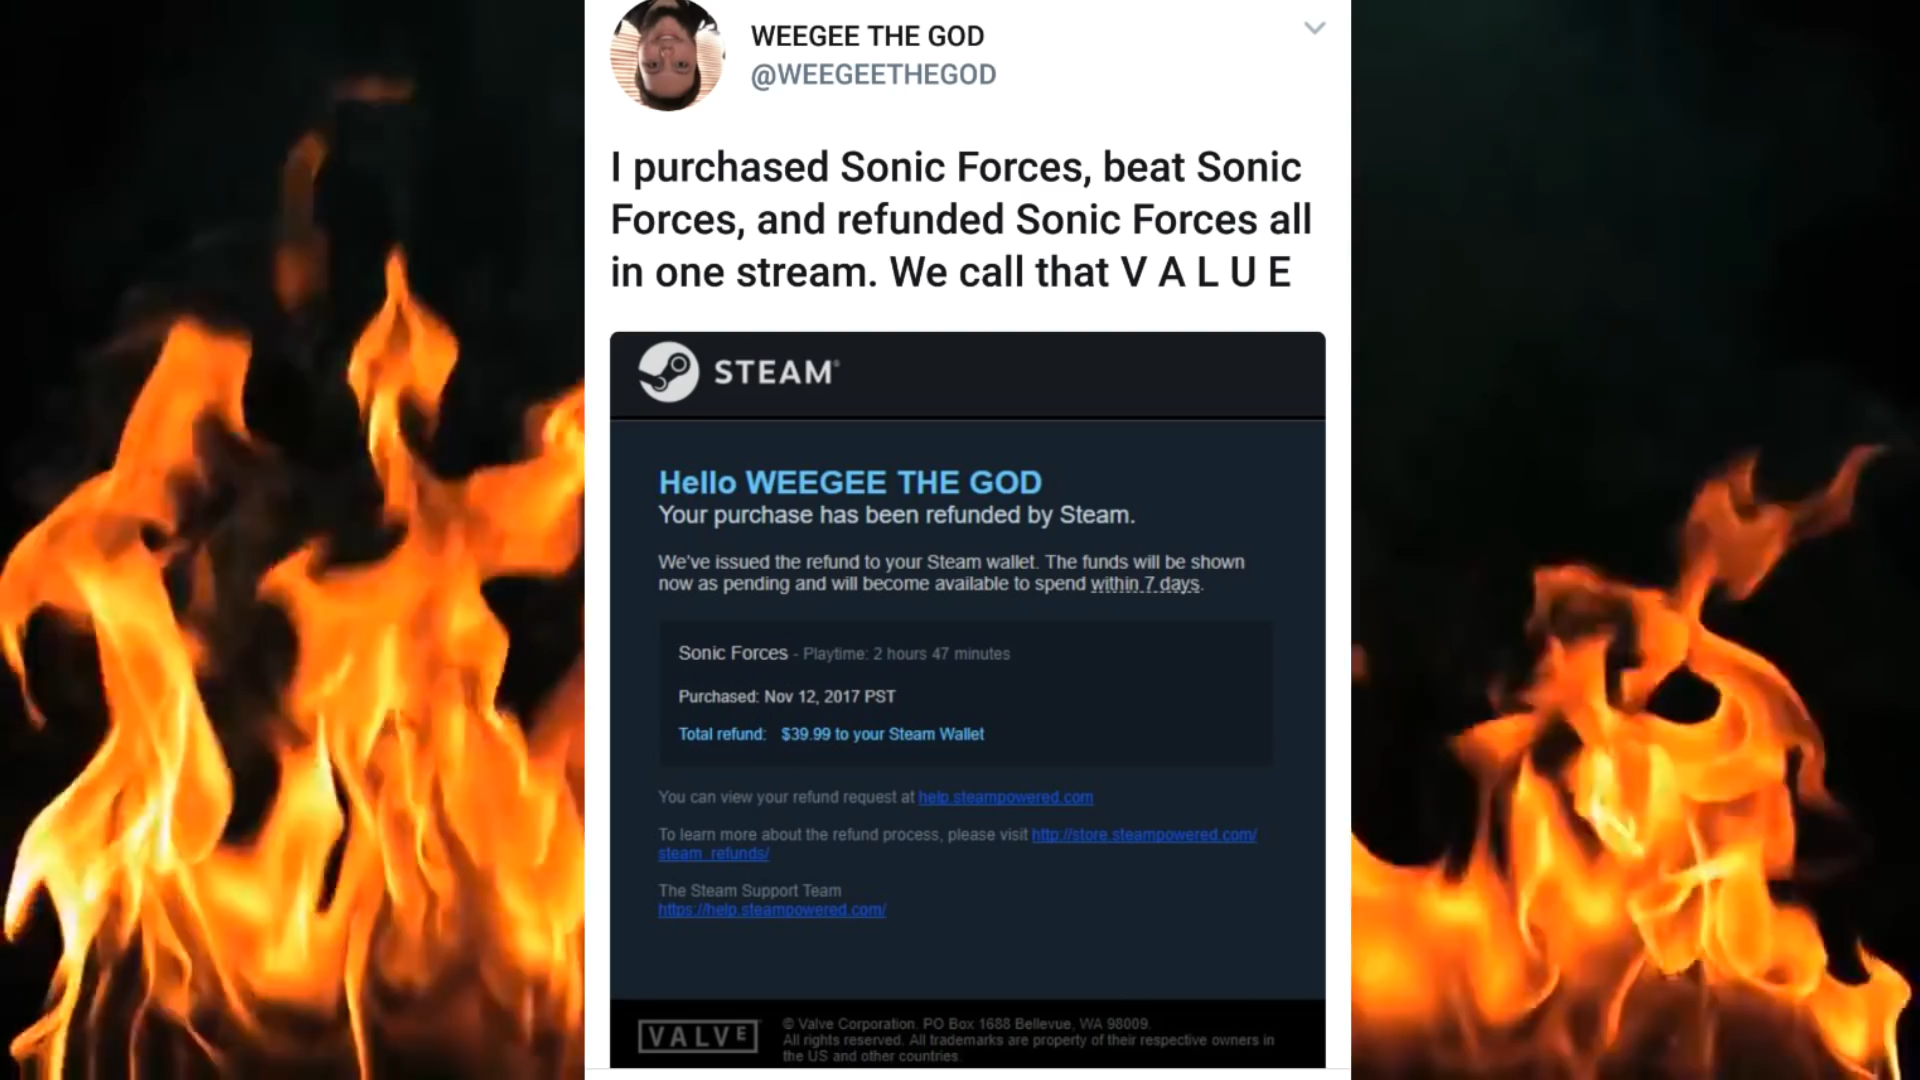 WEEGEE THE GOD
@WEEGEETHEGOD
I purchased Sonic Forces, beat Sonic
Forces, and refunded Sonic Forces all
in one stream. We call that V A L U E
STEAM®
Hello WEEGEE THE GOD
Your purchase has been refunded by Steam.
We've issued the refund to your Steam wallet. The funds will be shown
now as pending and will become available to spend within 7 days.
Sonic Forces - Playtime: 2 hours 47 minutes
Purchased: Nov 12, 2017 PST
Total refund: $39.99 to your Steam Wallet
You can view your refund request at help.steampowered.com
To learn more about the refund process, please visit http://store.steampowered.com/
steam_refunds/
The Steam Support Team
https://help.steampowered.com/
VALVE
© Valve Corporation. PO Box 1688 Bellevue, WA 98009.
All rights reserved. All trademarks are property of their respective owners in
the US and other countries.